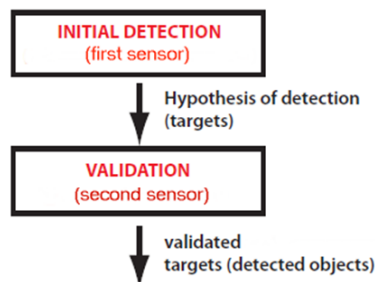 INITIAL DETECTION
(first sensor)
Hypothesis of detection
(targets)
VALIDATION
(second sensor)
validated
targets (detected objects)